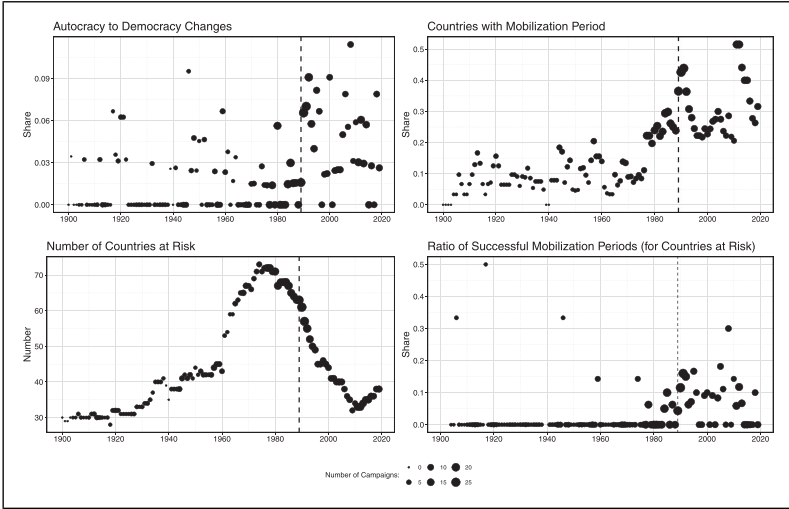 Autocracy to Democracy Changes
Share
0.09
0.06
0.03
0.00
1900 1920 1940 1960 1980 2000 2020
Countries with Mobilization Period
Share
0.5
0.4
0.3
0.2
0.1
0.0
1900 1920 1940 1960 1980 2000 2020
Number of Countries at Risk
Number
70
60
50
40
30
1900 1920 1940 1960 1980 2000 2020
Ratio of Successful Mobilization Periods (for Countries at Risk)
Share
0.5
0.4
0.3
0.2
0.1
0.0
1900 1920 1940 1960 1980 2000 2020
Number of Campaigns:
0 10 20
5 15 25